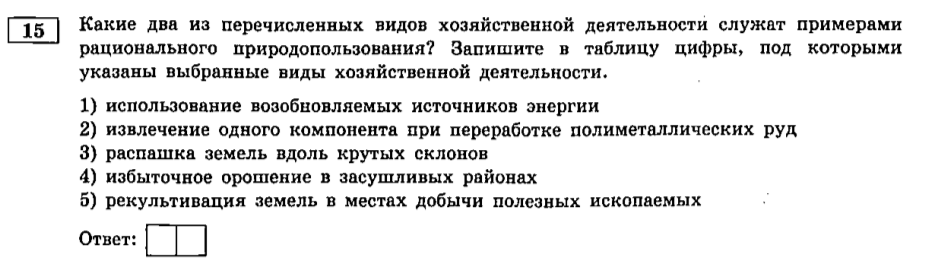 15
Какие два из перечисленных видов хозяйственной деятельности служат примерами
рационального природопользования? Запишите в таблицу цифры, под которыми
указаны выбранные виды хозяйственной деятельности.
1) использование возобновляемых источников энергии
2) извлечение одного компонента при переработке полиметаллических руд
3) распашка земель вдоль крутых склонов
4) избыточное орошение в засушливых районах
5) рекультивация земель в местах добычи полезных ископаемых
Ответ: